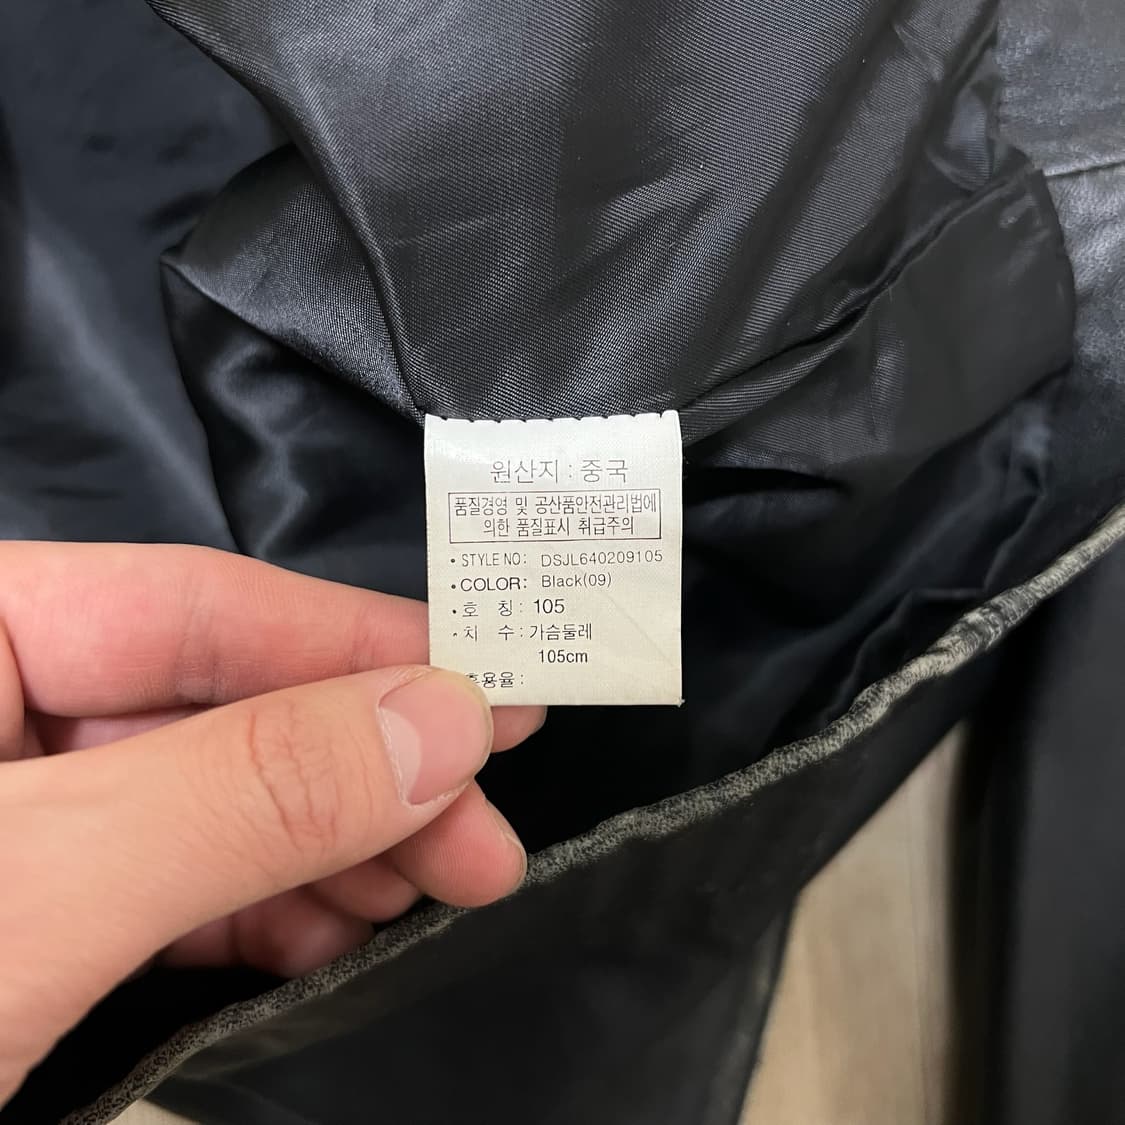 원산지 : 중국
품질경영 및 공산품안전관리법에
의한 품질표시 취급주의
• STYLE NO: DSJL640209105
• COLOR: Black(09)
• 호 칭 : 105
• 치 수 : 가슴둘레
105cm
용율 :